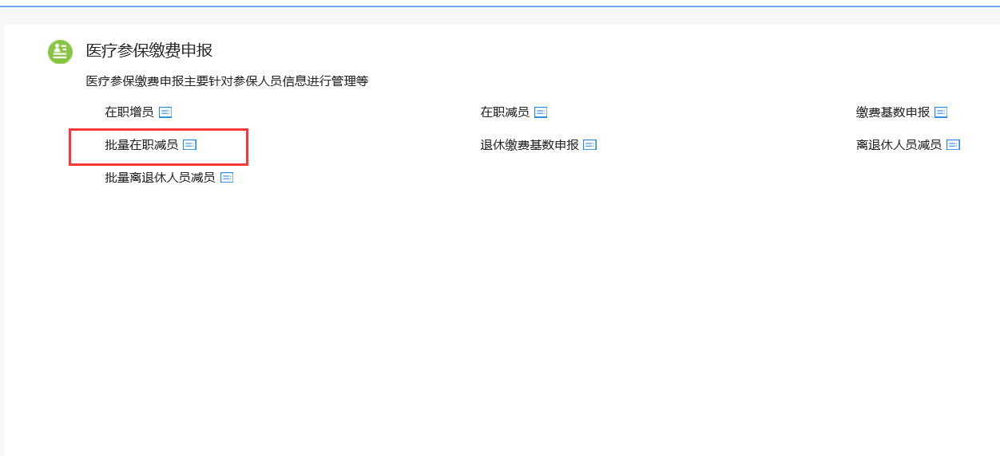 医疗参保缴费申报
医疗参保缴费申报主要针对参保人员信息进行管理等
在职增员 在职减员 缴费基数申报
批量在职减员 退休缴费基数申报 离退休人员减员
批量离退休人员减员